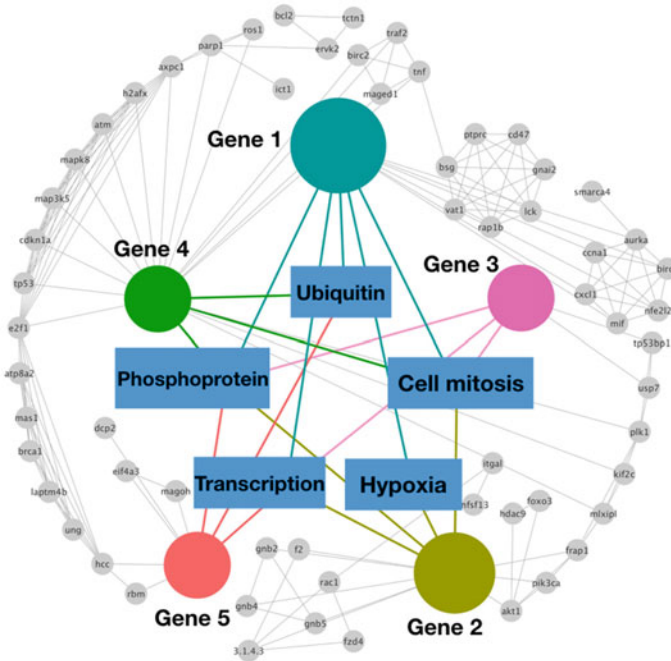 bcl2
tctn1
ros1
ervk2
traf2
parp1
birc2
tnf
axpc1
ict1
maged1
h2afx
Gene 1
ptprc
cd47
atm
bsg
gnai2
mapk8
smarca4
vat1
lck
map3k5
rap1b
aurka
Gene 4
Gene 3
ccna1
cdkn1a
tp53
Ubiquitin
cxcl1
nfe2l2
e2f1
mif
tp53bp1
Phosphoprotein
Cell mitosis
atp8a2
usp7
mas1
dcp2
plk1
brca1
itgal
eif4a3
kif2c
laptm4b
magoh
Transcription
Hypoxia
nfsf13
foxo3
hdac9
mlxipl
ung
gnb2
f2
frap1
hcc
rac1
pik3ca
rbm
gnb4
akt1
Gene 5
gnb5
Gene 2
3.1.4.3
fzd4